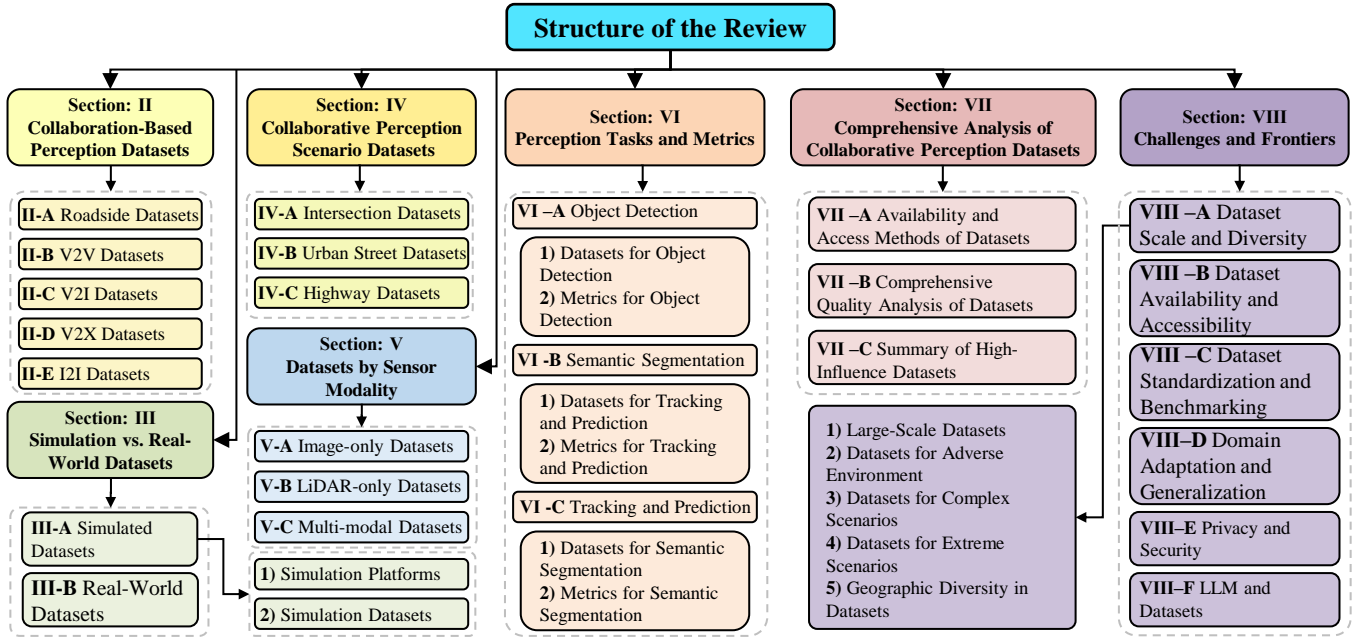 Structure of the Review
Section: II
Collaboration-Based
Perception Datasets
II-A Roadside Datasets
II-B V2V Datasets
II-C V2I Datasets
II-D V2X Datasets
II-E I2I Datasets
Section: III
Simulation vs. Real-
World Datasets
III-A Simulated
Datasets
III-B Real-World
Datasets
Section: IV
Collaborative Perception
Scenario Datasets
IV-A Intersection Datasets
IV-B Urban Street Datasets
IV-C Highway Datasets
Section: V
Datasets by Sensor
Modality
V-A Image-only Datasets
V-B LiDAR-only Datasets
V-C Multi-modal Datasets
1) Simulation Platforms
2) Simulation Datasets
Section: VI
Perception Tasks and Metrics
VI –A Object Detection
1) Datasets for Object
Detection
2) Metrics for Object
Detection
VI -B Semantic Segmentation
1) Datasets for Tracking
and Prediction
2) Metrics for Tracking
and Prediction
VI -C Tracking and Prediction
1) Datasets for Semantic
Segmentation
2) Metrics for Semantic
Segmentation
Section: VII
Comprehensive Analysis of
Collaborative Perception Datasets
VII –A Availability and
Access Methods of Datasets
VII –B Comprehensive
Quality Analysis of Datasets
VII –C Summary of High-
Influence Datasets
1) Large-Scale Datasets
2) Datasets for Adverse
Environment
3) Datasets for Complex
Scenarios
4) Datasets for Extreme
Scenarios
5) Geographic Diversity in
Datasets
Section: VIII
Challenges and Frontiers
VIII –A Dataset
Scale and Diversity
VIII –B Dataset
Availability and
Accessibility
VIII –C Dataset
Standardization and
Benchmarking
VIII–D Domain
Adaptation and
Generalization
VIII–E Privacy and
Security
VIII–F LLM and
Datasets